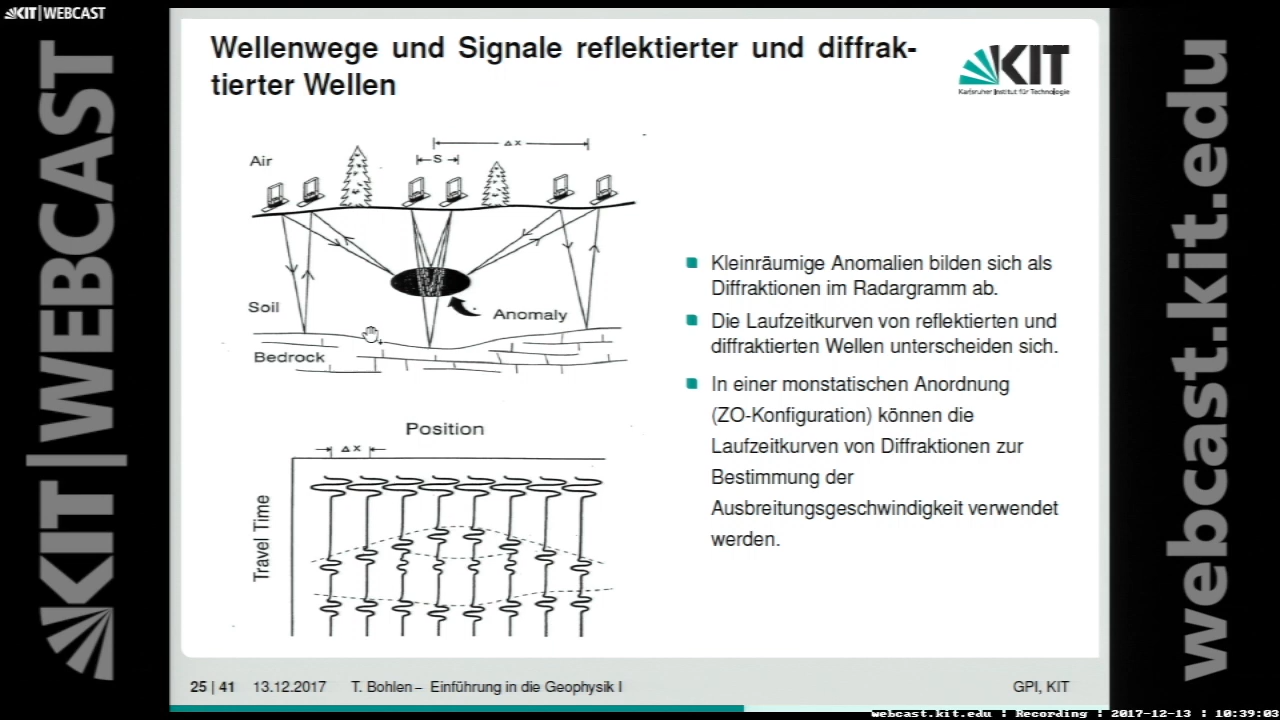 KIT|WEBCAST
KIT|WEBCAST
Wellenwege und Signale reflektierter und diffrak-
tierter Wellen
KIT
Karlsruher Institut für Technologie
Δx
Air
S
Soil
Anomaly
Bedrock
Position
Δx
Travel Time
Kleinräumige Anomalien bilden sich als
Diffraktionen im Radargramm ab.
Die Laufzeitkurven von reflektierten und
diffraktierten Wellen unterscheiden sich.
In einer monstatischen Anordnung
(ZO-Konfiguration) können die
Laufzeitkurven von Diffraktionen zur
Bestimmung der
Ausbreitungsgeschwindigkeit verwendet
werden.
25 | 41 13.12.2017 T. Bohlen – Einführung in die Geophysik I GPI, KIT
webcast.kit.edu
webcast.kit.edu : Recording : 2017-12-13 : 10:39:03